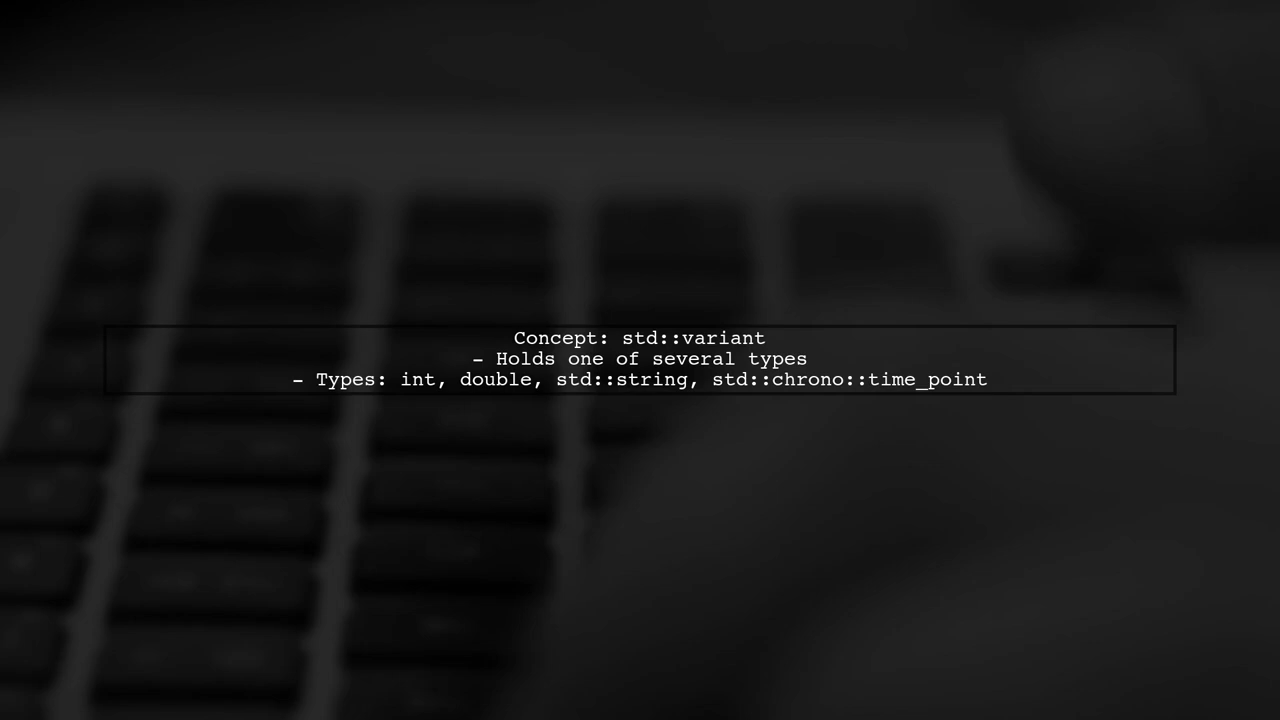 Concept: std::variant
- Holds one of several types
- Types: int, double, std::string, std::chrono::time_point